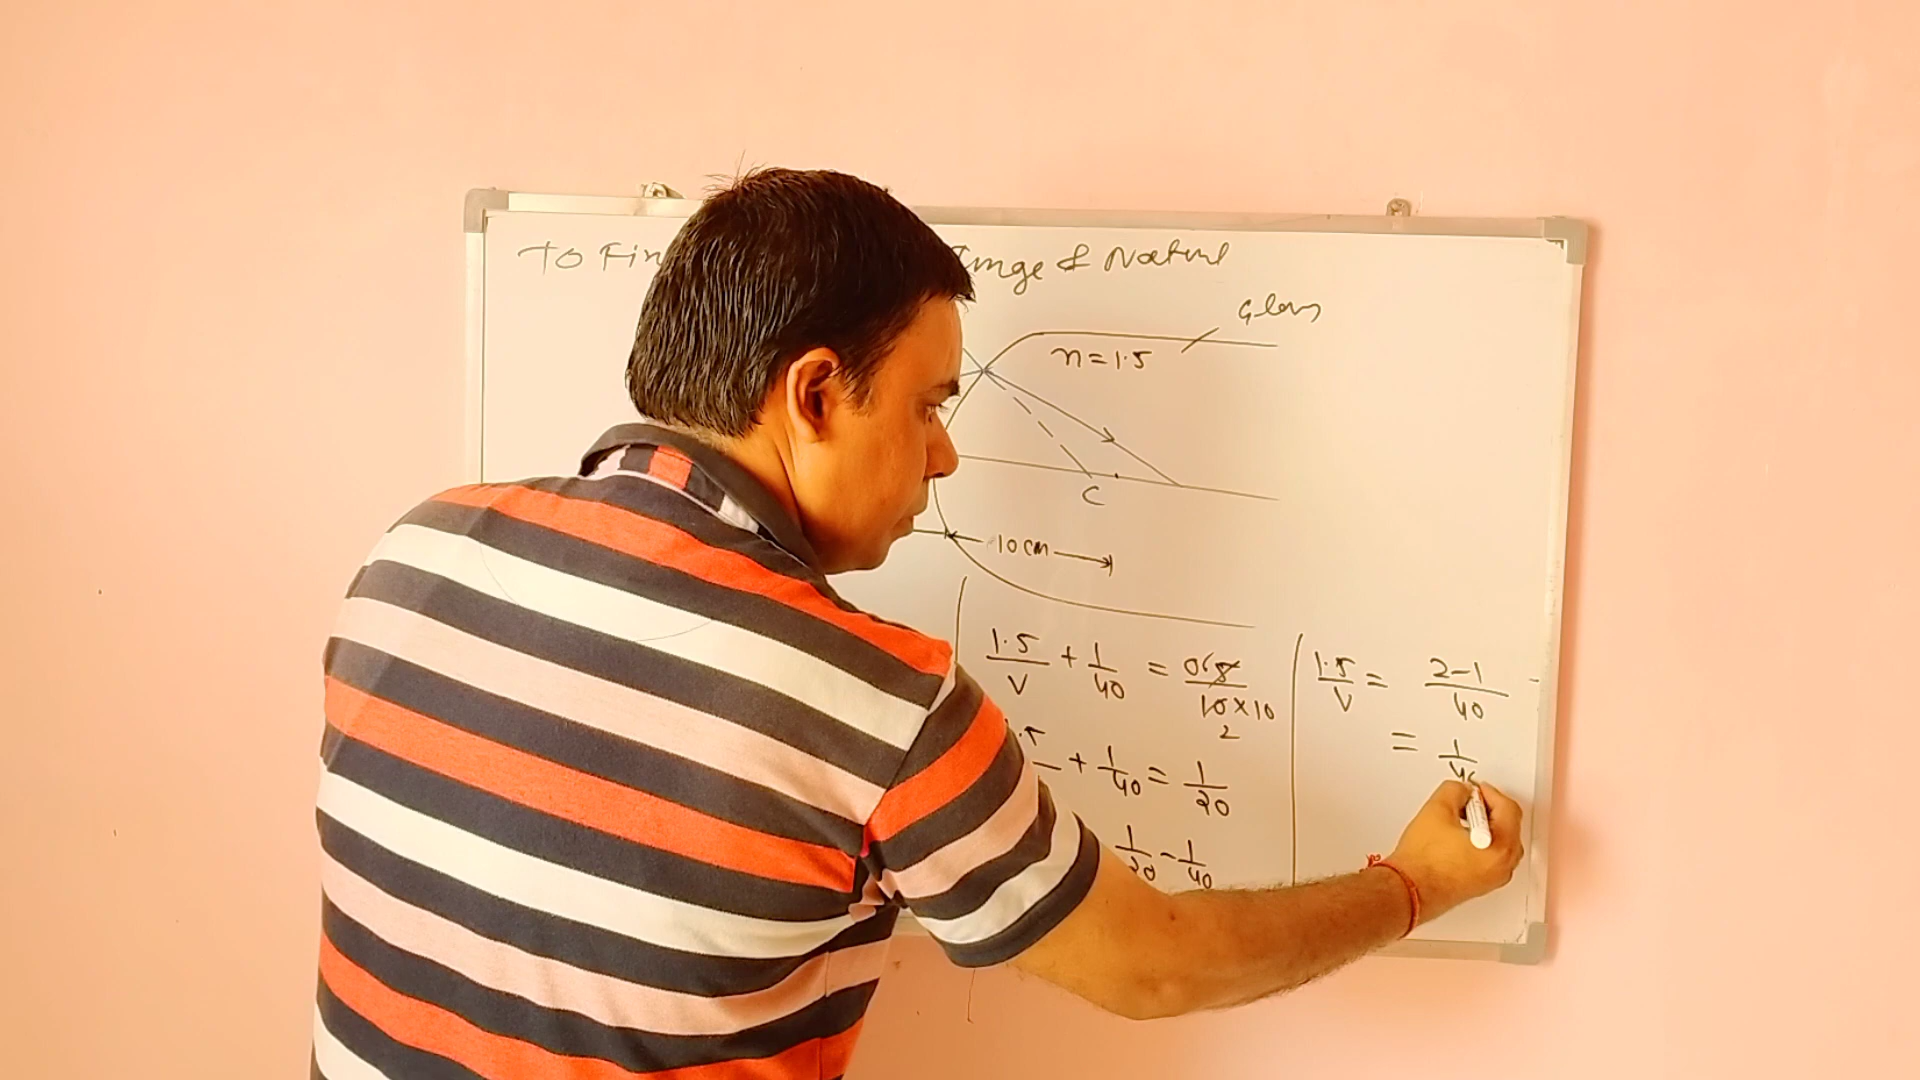 To Fin Image & Nature
Glass
n = 1.5
C
10 cm
1.5/V + 1/40 = 0.5/10×10
2
+ 1/40 = 1/20
1/20 - 1/40
1.5/V = 2-1/40
= 1/40